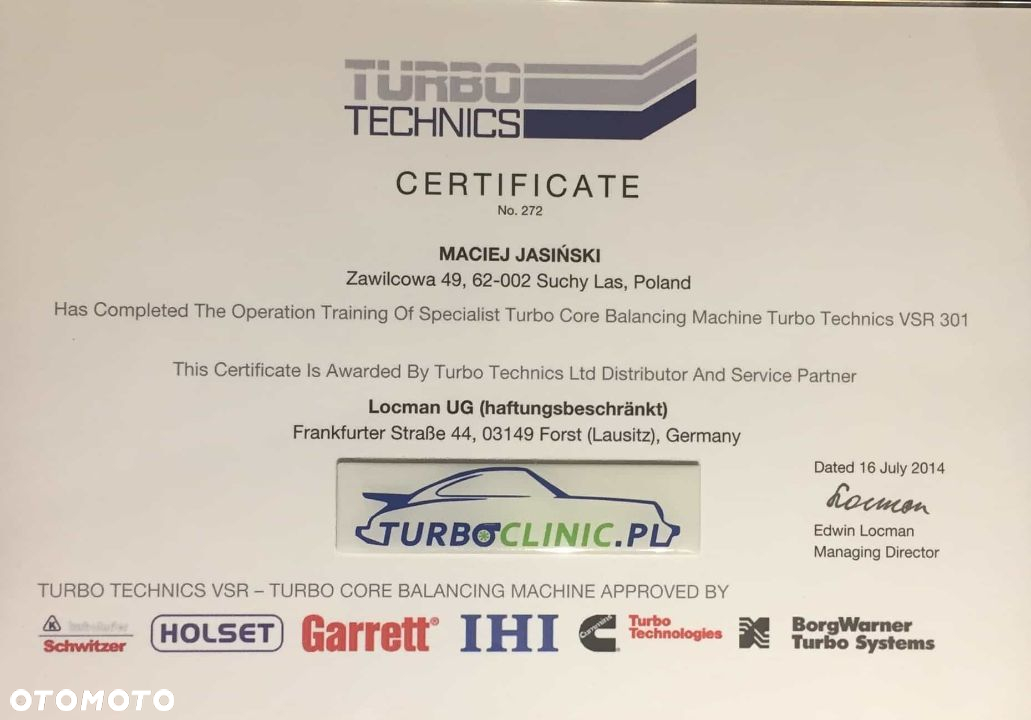 TURBO
TECHNICS
CERTIFICATE
No. 272
MACIEJ JASIŃSKI
Zawilcowa 49, 62-002 Suchy Las, Poland
Has Completed The Operation Training Of Specialist Turbo Core Balancing Machine Turbo Technics VSR 301
This Certificate Is Awarded By Turbo Technics Ltd Distributor And Service Partner
Locman UG (haftungsbeschränkt)
Frankfurter Straße 44, 03149 Forst (Lausitz), Germany
TURBOCLINIC.PL
Dated 16 July 2014
Locman
Edwin Locman
Managing Director
TURBO TECHNICS VSR – TURBO CORE BALANCING MACHINE APPROVED BY
K
Schwitzer
HOLSET
Garrett®
IHI
Cummins
Turbo
Technologies
BorgWarner
Turbo Systems
OTOMOTO